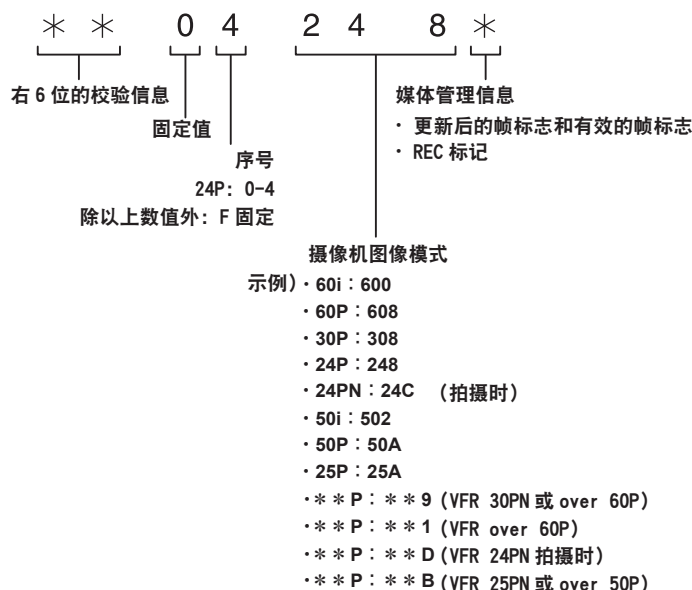 ＊ ＊ 0 4 2 4 8 ＊
右 6 位的校验信息
固定值
序号
24P: 0-4
除以上数值外: F 固定
媒体管理信息
· 更新后的帧标志和有效的帧标志
· REC 标记
摄像机图像模式
示例）· 60i：600
· 60P：608
· 30P：308
· 24P：248
· 24PN：24C （拍摄时）
· 50i：502
· 50P：50A
· 25P：25A
·＊＊P：＊＊9 (VFR 30PN 或 over 60P)
·＊＊P：＊＊1 (VFR over 60P)
·＊＊P：＊＊D (VFR 24PN 拍摄时)
·＊＊P：＊＊B (VFR 25PN 或 over 50P)